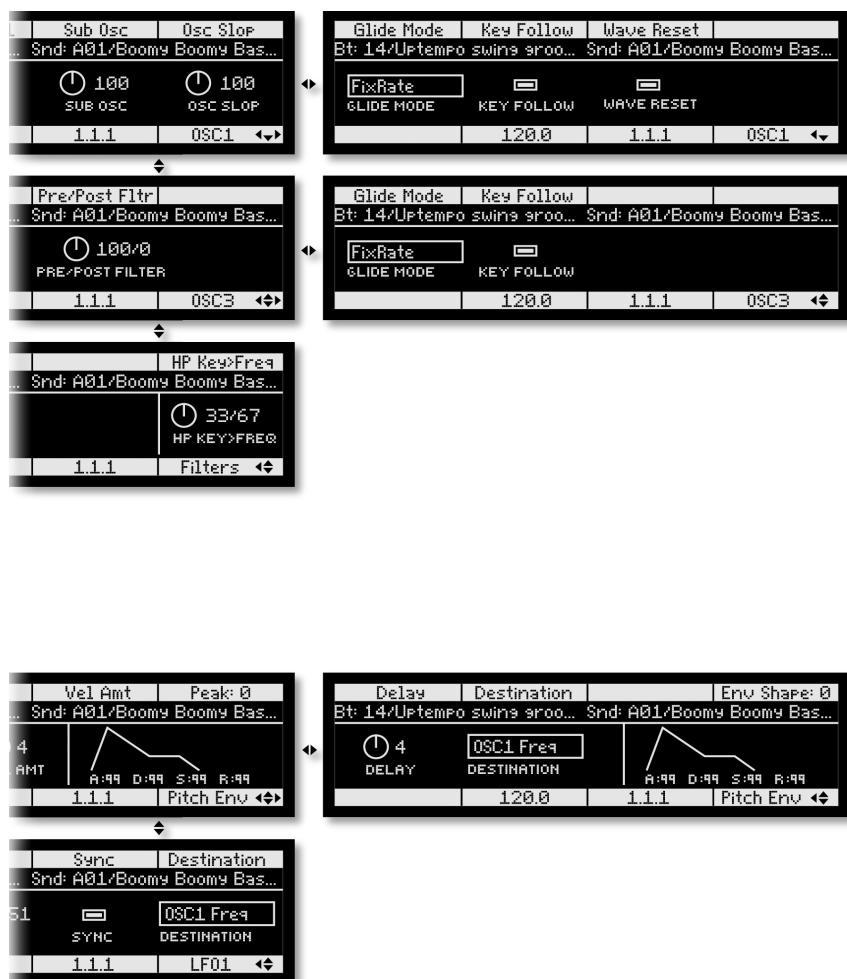 Sub Osc Osc Slop
... Snd: A01/Boomy Boomy Bas...
100 100
SUB OSC OSC SLOP
1.1.1 OSC1
Glide Mode Key Follow Wave Reset
Bt: 14/Uptempo swing groo... Snd: A01/Boomy Boomy Bas...
FixRate
GLIDE MODE KEY FOLLOW WAVE RESET
120.0 1.1.1 OSC1
Pre/Post Fltr
... Snd: A01/Boomy Boomy Bas...
100/0
PRE/POST FILTER
1.1.1 OSC3
Glide Mode Key Follow
Bt: 14/Uptempo swing groo... Snd: A01/Boomy Boomy Bas...
FixRate
GLIDE MODE KEY FOLLOW
120.0 1.1.1 OSC3
HP Key>Freq
... Snd: A01/Boomy Boomy Bas...
33/67
HP KEY>FREQ
1.1.1 Filters
Vel Amt Peak: 0
... Snd: A01/Boomy Boomy Bas...
4
AMT A:99 D:99 S:99 R:99
1.1.1 Pitch Env
Delay Destination Env Shape: 0
Bt: 14/Uptempo swing groo... Snd: A01/Boomy Boomy Bas...
4 OSC1 Freq
DELAY DESTINATION A:99 D:99 S:99 R:99
120.0 1.1.1 Pitch Env
Sync Destination
... Snd: A01/Boomy Boomy Bas...
51 OSC1 Freq
SYNC DESTINATION
1.1.1 LFO1